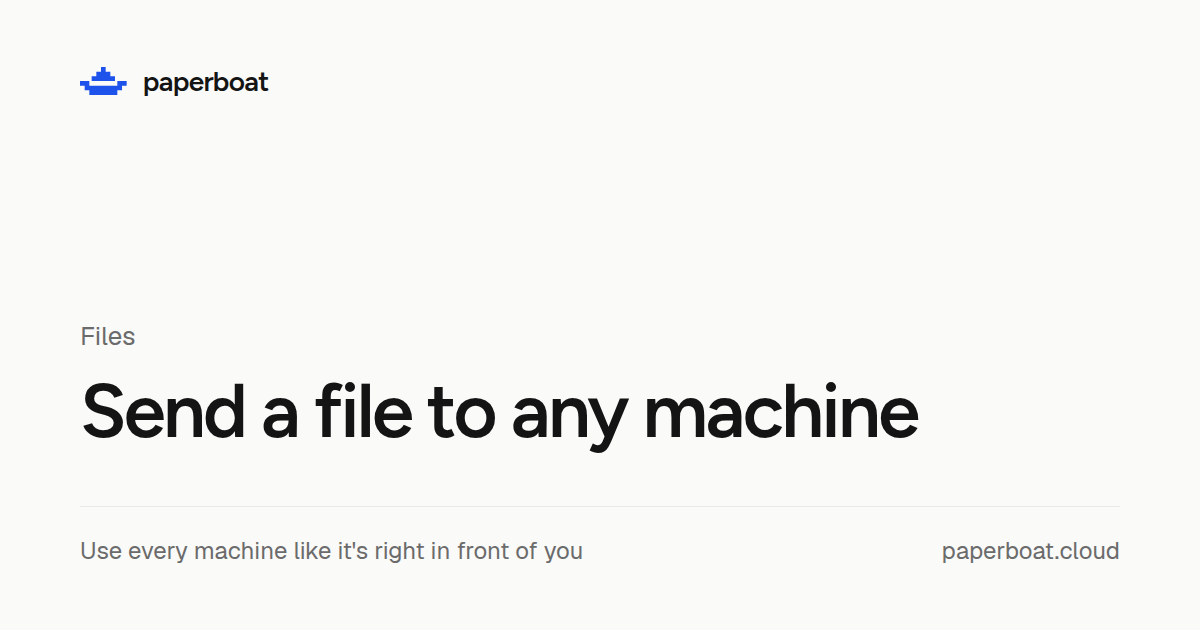 paperboat
Files
Send a file to any machine
Use every machine like it's right in front of you
paperboat.cloud